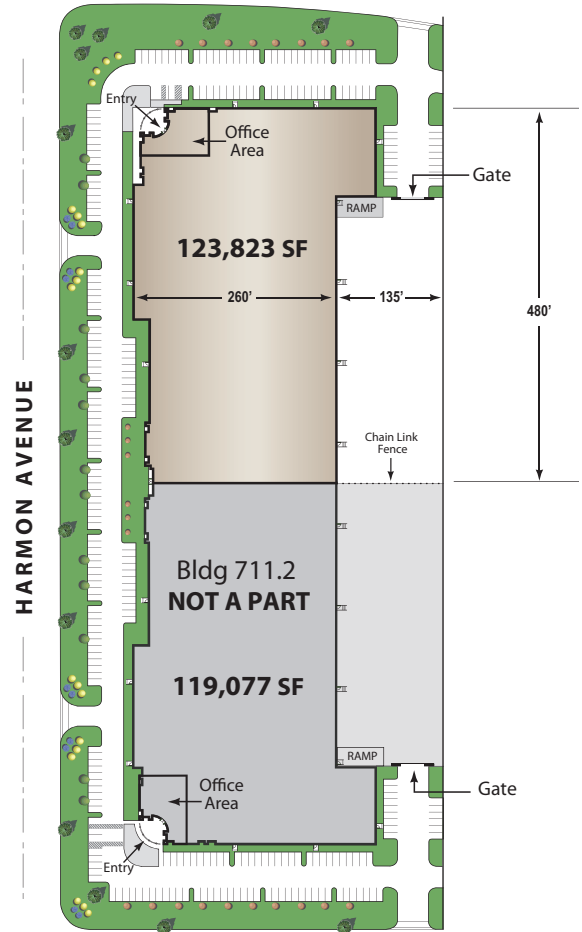 Entry
Office
Area
Gate
RAMP
123,823 SF
260'
135'
480'
HARMON AVENUE
Chain Link
Fence
Bldg 711.2
NOT A PART
119,077 SF
RAMP
Office
Area
Gate
Entry